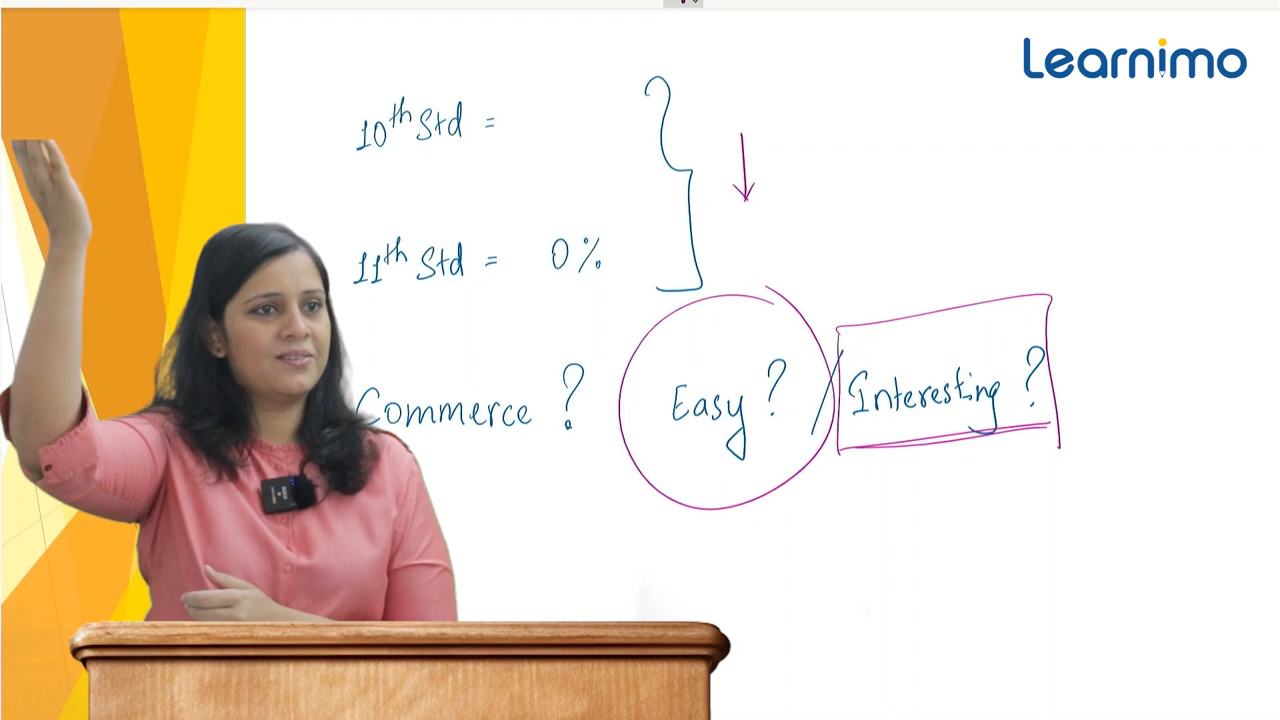 Learnimo
10th Std =
11th Std = 0%
Commerce ? Easy ? / Interesting ?